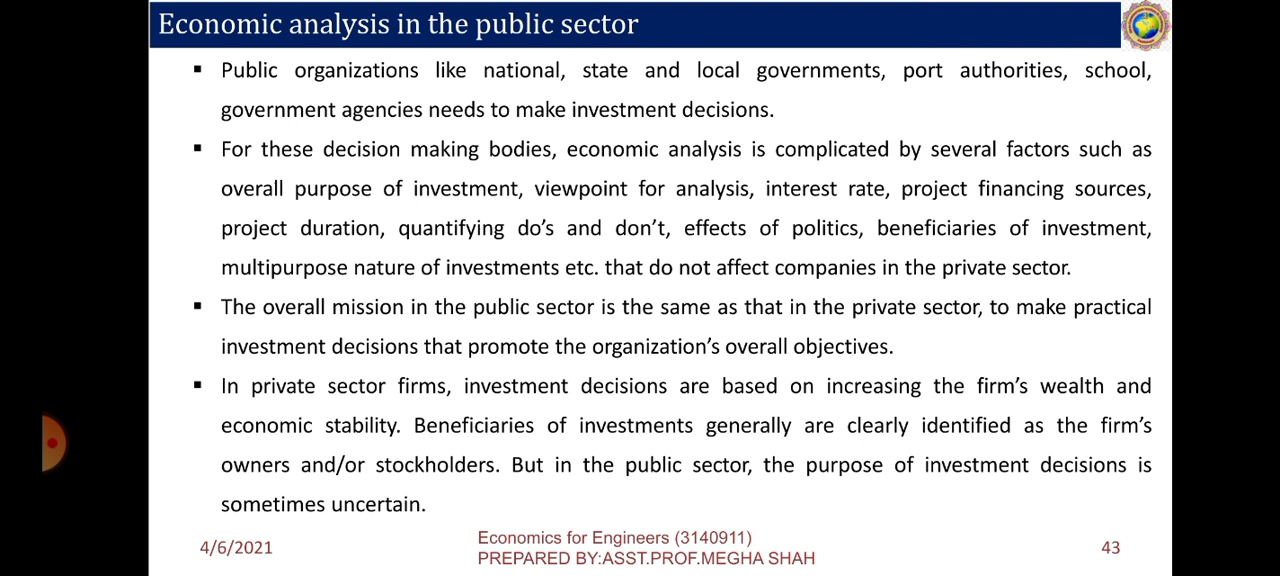 Economic analysis in the public sector
▪ Public organizations like national, state and local governments, port authorities, school,
government agencies needs to make investment decisions.
▪ For these decision making bodies, economic analysis is complicated by several factors such as
overall purpose of investment, viewpoint for analysis, interest rate, project financing sources,
project duration, quantifying do's and don't, effects of politics, beneficiaries of investment,
multipurpose nature of investments etc. that do not affect companies in the private sector.
▪ The overall mission in the public sector is the same as that in the private sector, to make practical
investment decisions that promote the organization's overall objectives.
▪ In private sector firms, investment decisions are based on increasing the firm's wealth and
economic stability. Beneficiaries of investments generally are clearly identified as the firm's
owners and/or stockholders. But in the public sector, the purpose of investment decisions is
sometimes uncertain.
4/6/2021
Economics for Engineers (3140911)
PREPARED BY:ASST.PROF.MEGHA SHAH
43